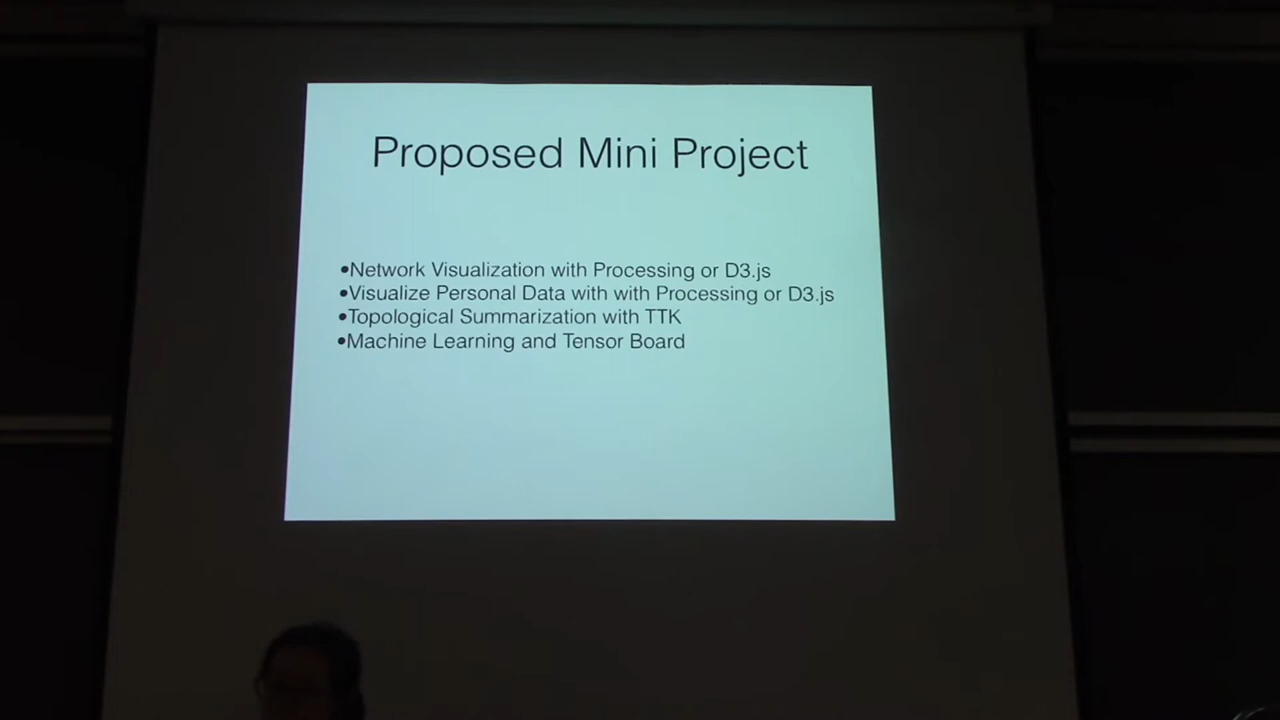 Proposed Mini Project
•Network Visualization with Processing or D3.js
•Visualize Personal Data with with Processing or D3.js
•Topological Summarization with TTK
•Machine Learning and Tensor Board